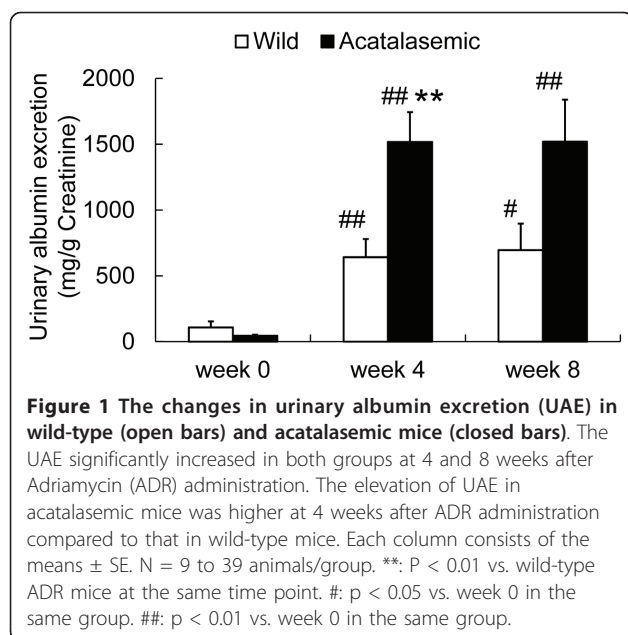 Wild Acatalasemic
2000
## ** ##
1500
1000
## #
500
0
Urinary albumin excretion
(mg/g Creatinine)
week 0 week 4 week 8
Figure 1 The changes in urinary albumin excretion (UAE) in
wild-type (open bars) and acatalasemic mice (closed bars). The
UAE significantly increased in both groups at 4 and 8 weeks after
Adriamycin (ADR) administration. The elevation of UAE in
acatalasemic mice was higher at 4 weeks after ADR administration
compared to that in wild-type mice. Each column consists of the
means ± SE. N = 9 to 39 animals/group. **: P < 0.01 vs. wild-type
ADR mice at the same time point. #: p < 0.05 vs. week 0 in the
same group. ##: p < 0.01 vs. week 0 in the same group.